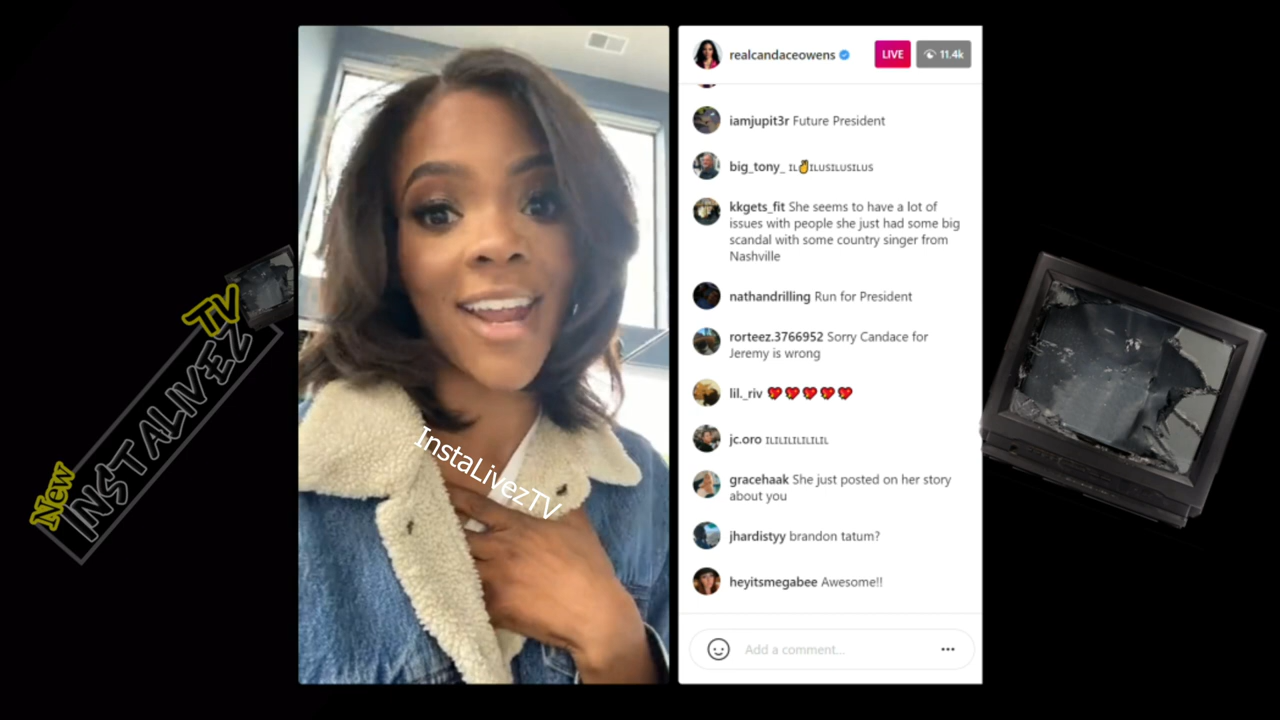 realcandaceowens
LIVE
11.4k
iamjupit3r Future President
big_tony_ ɪʟ✌ɪʟᴜꜱɪʟᴜꜱɪʟᴜꜱ
kkgets_fit She seems to have a lot of
issues with people she just had some big
scandal with some country singer from
Nashville
nathandrilling Run for President
rorteez.3766952 Sorry Candace for
Jeremy is wrong
lil._riv 💖💖💖💖💖
jc.oro ɪʟɪʟɪʟɪʟɪʟɪʟ
gracehaak She just posted on her story
about you
jhardistyy brandon tatum?
heyitsmegabee Awesome!!
Add a comment...
InstaLivezTV
New
INSTALIVEZ
TV